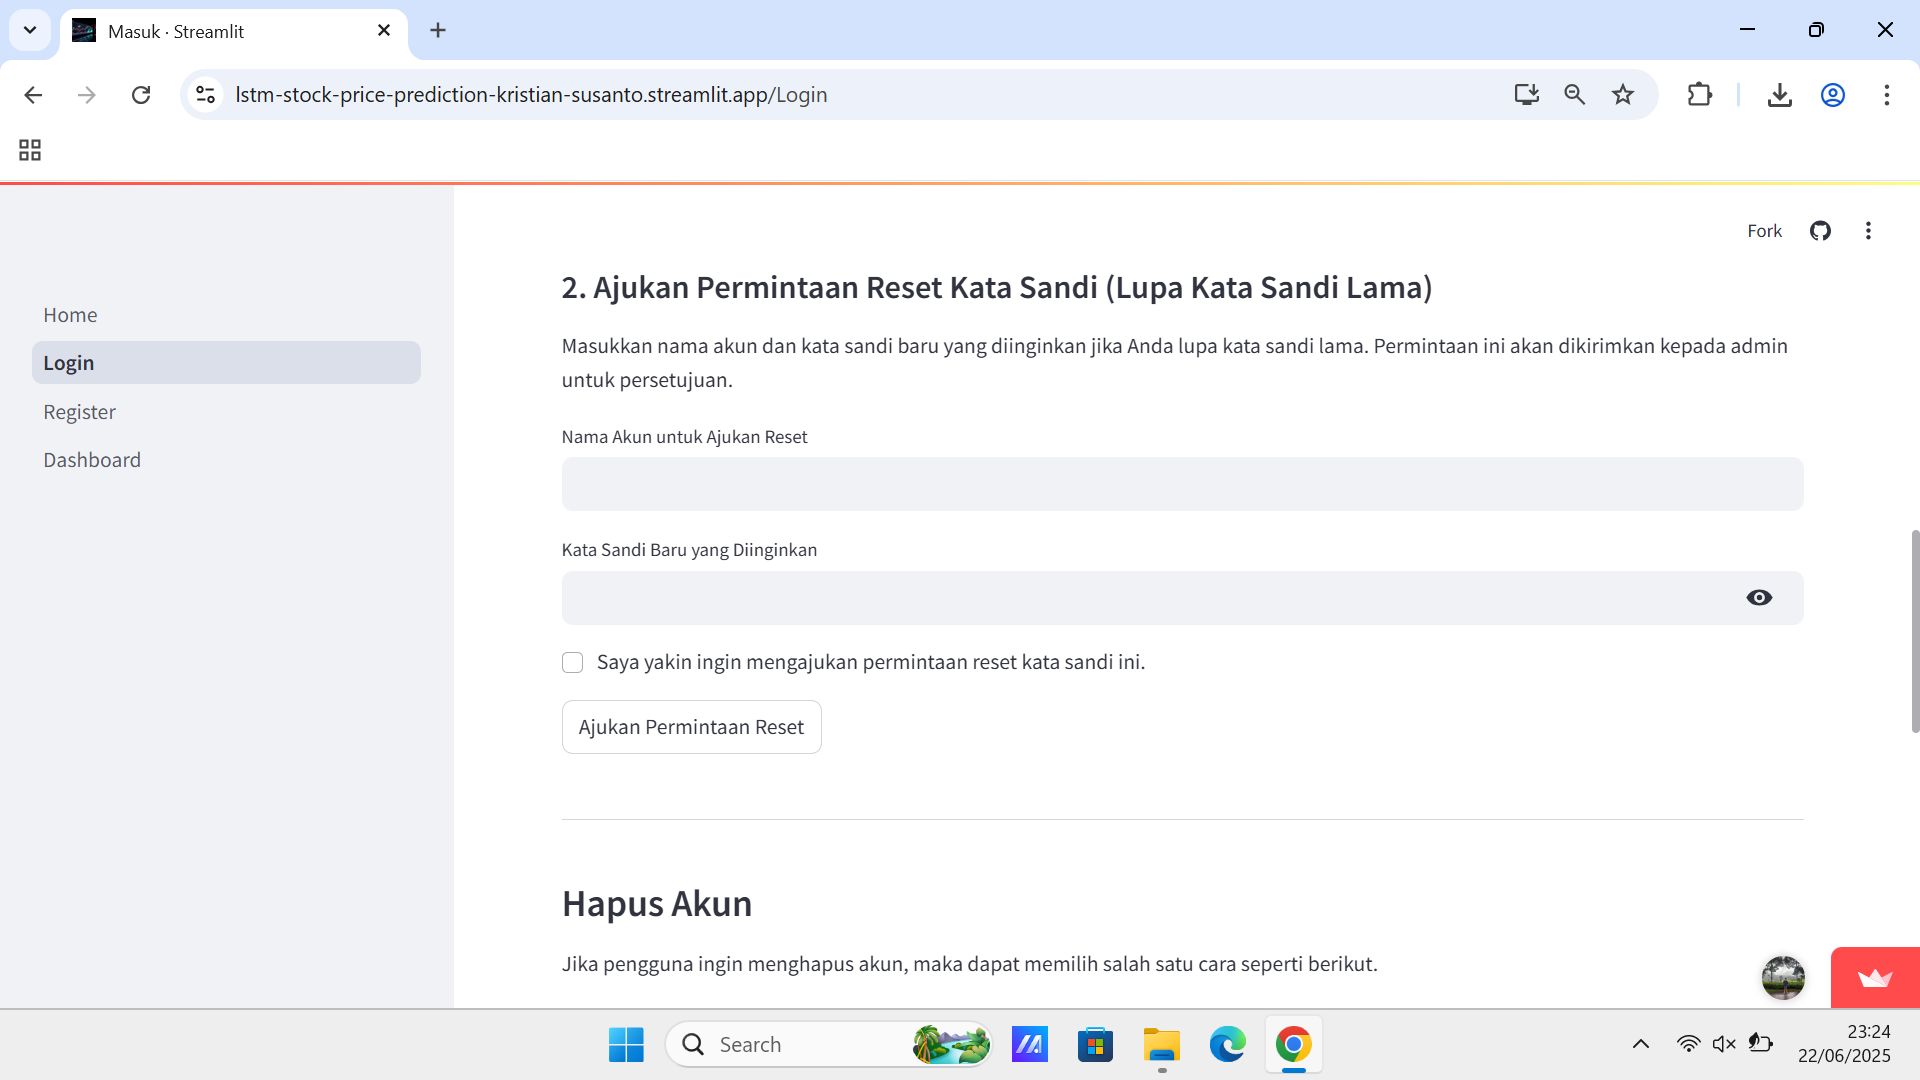 Masuk · Streamlit
lstm-stock-price-prediction-kristian-susanto.streamlit.app/Login
Fork
Home
Login
Register
Dashboard
2. Ajukan Permintaan Reset Kata Sandi (Lupa Kata Sandi Lama)
Masukkan nama akun dan kata sandi baru yang diinginkan jika Anda lupa kata sandi lama. Permintaan ini akan dikirimkan kepada admin
untuk persetujuan.
Nama Akun untuk Ajukan Reset
Kata Sandi Baru yang Diinginkan
Saya yakin ingin mengajukan permintaan reset kata sandi ini.
Ajukan Permintaan Reset
Hapus Akun
Jika pengguna ingin menghapus akun, maka dapat memilih salah satu cara seperti berikut.
Search
23:24
22/06/2025